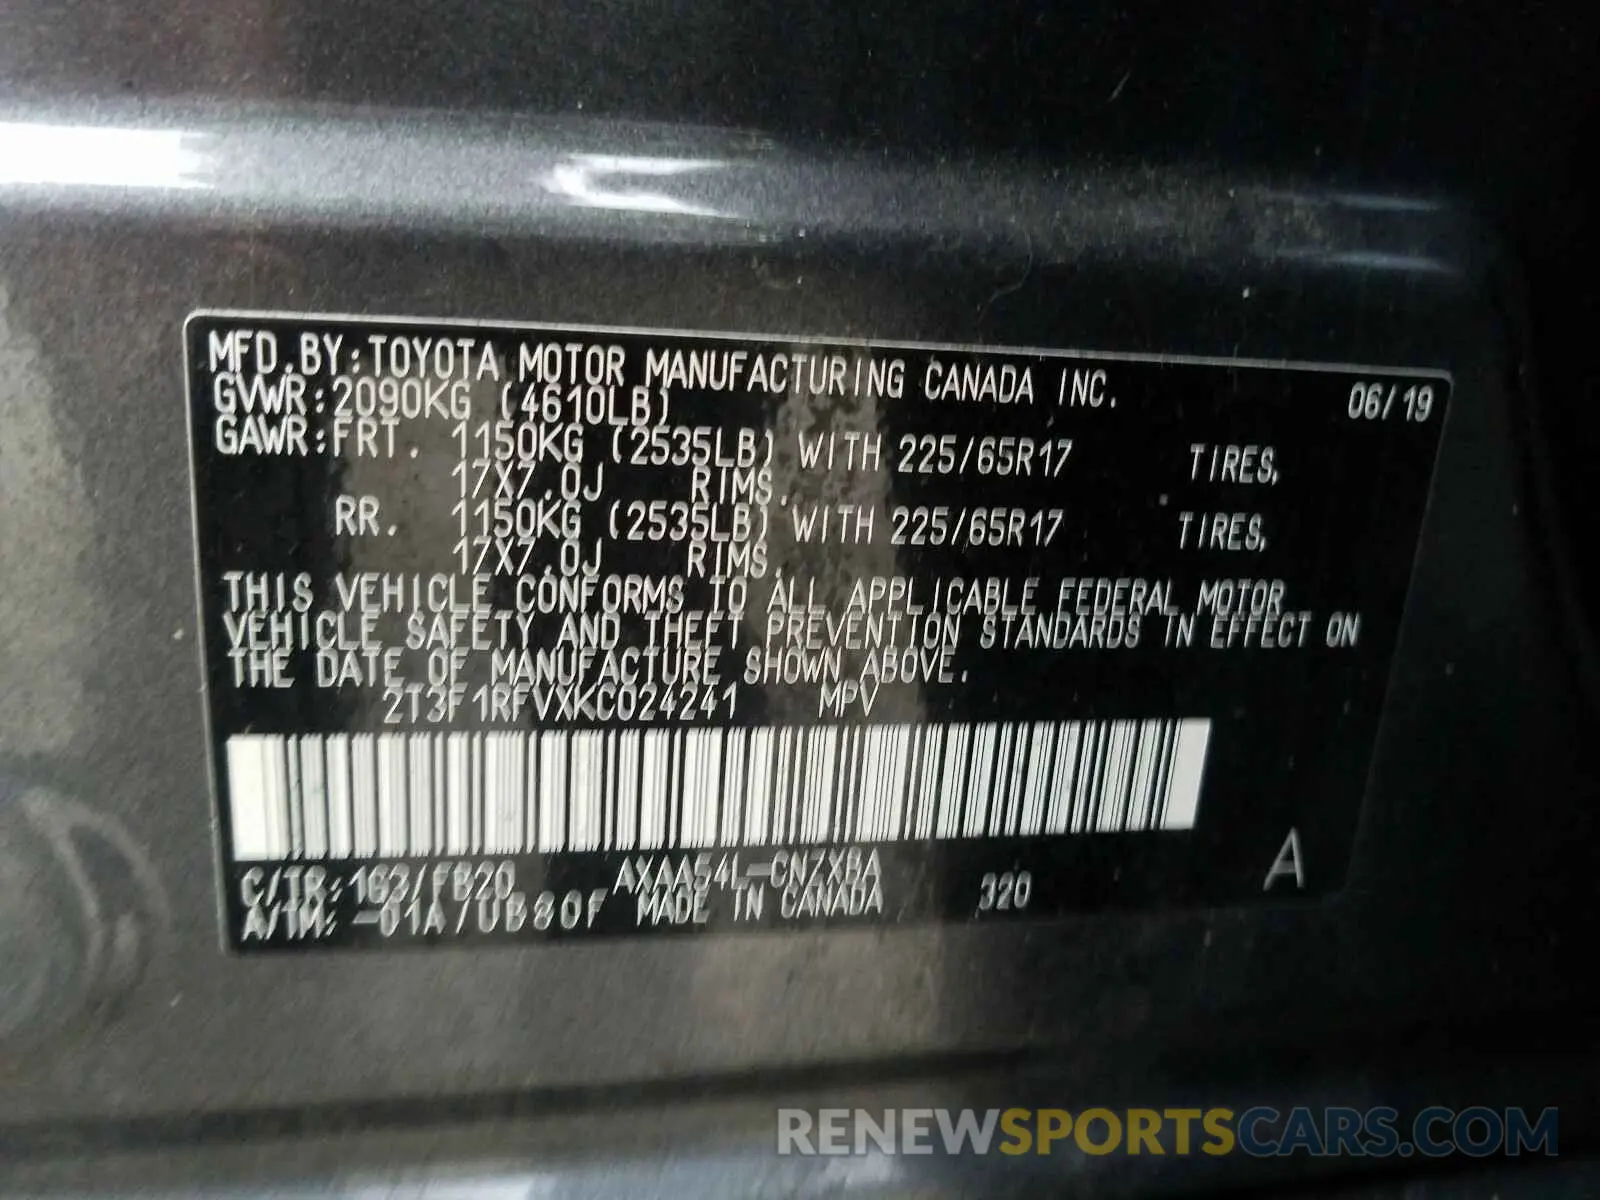 MFD.BY:TOYOTA MOTOR MANUFACTURING CANADA INC. 06/19
GVWR:2090KG (4610LB)
GAWR:FRT. 1150KG (2535LB) WITH 225/65R17 TIRES,
17X7.0J RIMS,
RR. 1150KG (2535LB) WITH 225/65R17 TIRES,
17X7.0J RIMS.
THIS VEHICLE CONFORMS TO ALL APPLICABLE FEDERAL MOTOR
VEHICLE SAFETY AND THEFT PREVENTION STANDARDS IN EFFECT ON
THE DATE OF MANUFACTURE SHOWN ABOVE.
2T3F1RFVXKC024241 MPV
A
C/TR:1G3/FB20 AXAA54L-CNZXBA 320
A/TM:-01A/UB80F MADE IN CANADA
RENEWSPORTSCARS.COM